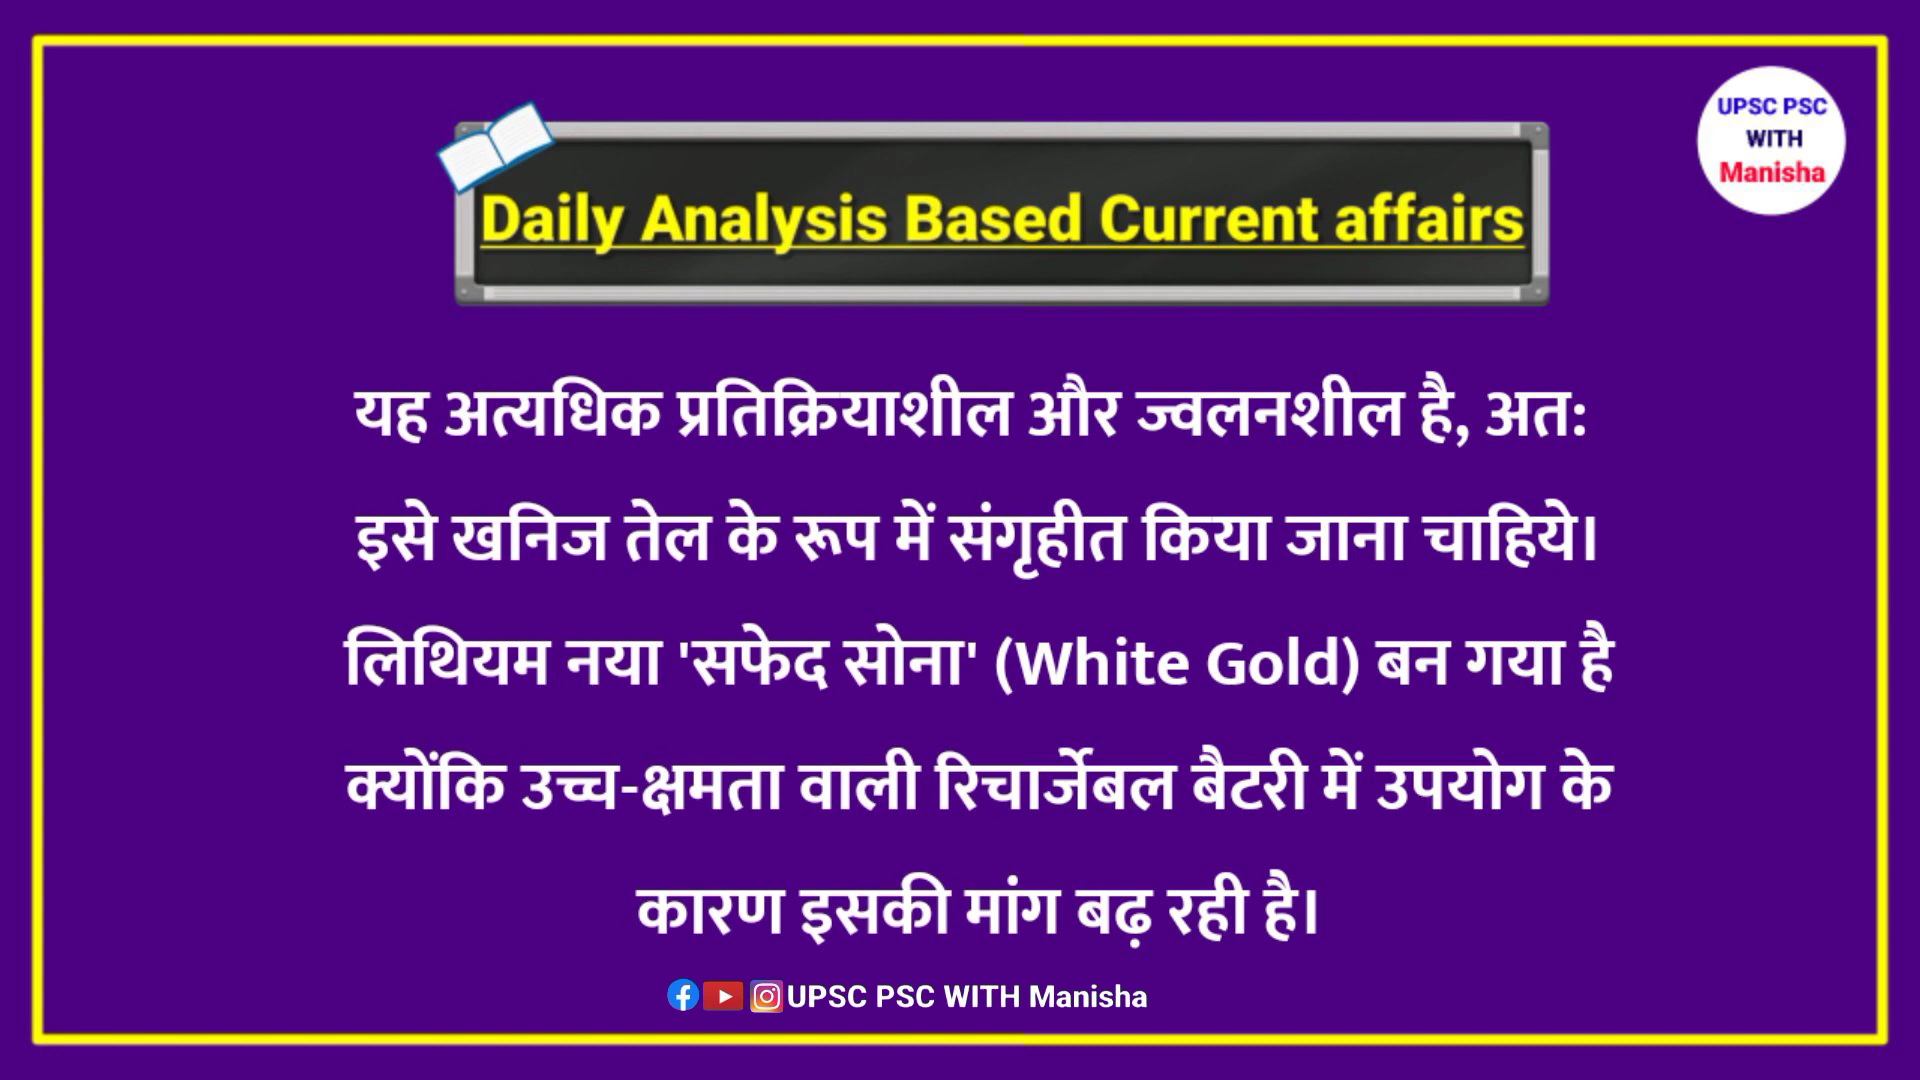 UPSC PSC
WITH
Manisha
Daily Analysis Based Current affairs
यह अत्यधिक प्रतिक्रियाशील और ज्वलनशील है, अत:
इसे खनिज तेल के रूप में संगृहीत किया जाना चाहिये।
लिथियम नया 'सफेद सोना' (White Gold) बन गया है
क्योंकि उच्च-क्षमता वाली रिचार्जेबल बैटरी में उपयोग के
कारण इसकी मांग बढ़ रही है।
UPSC PSC WITH Manisha